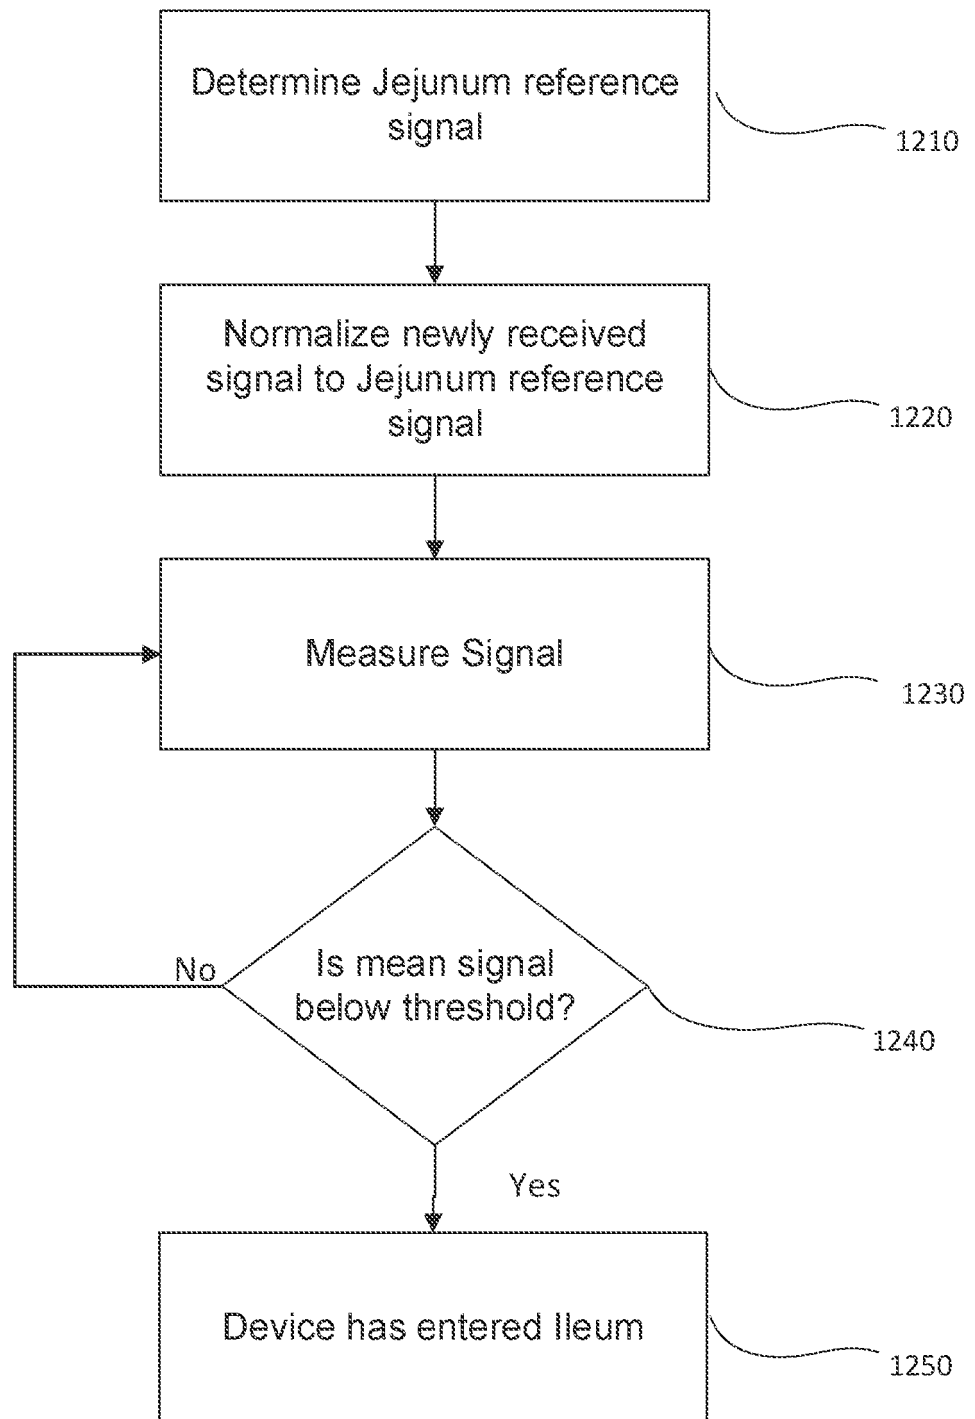 Determine Jejunum reference
signal
1210
Normalize newly received
signal to Jejunum reference
signal
1220
Measure Signal
1230
No
Is mean signal
below threshold?
1240
Yes
Device has entered Ileum
1250